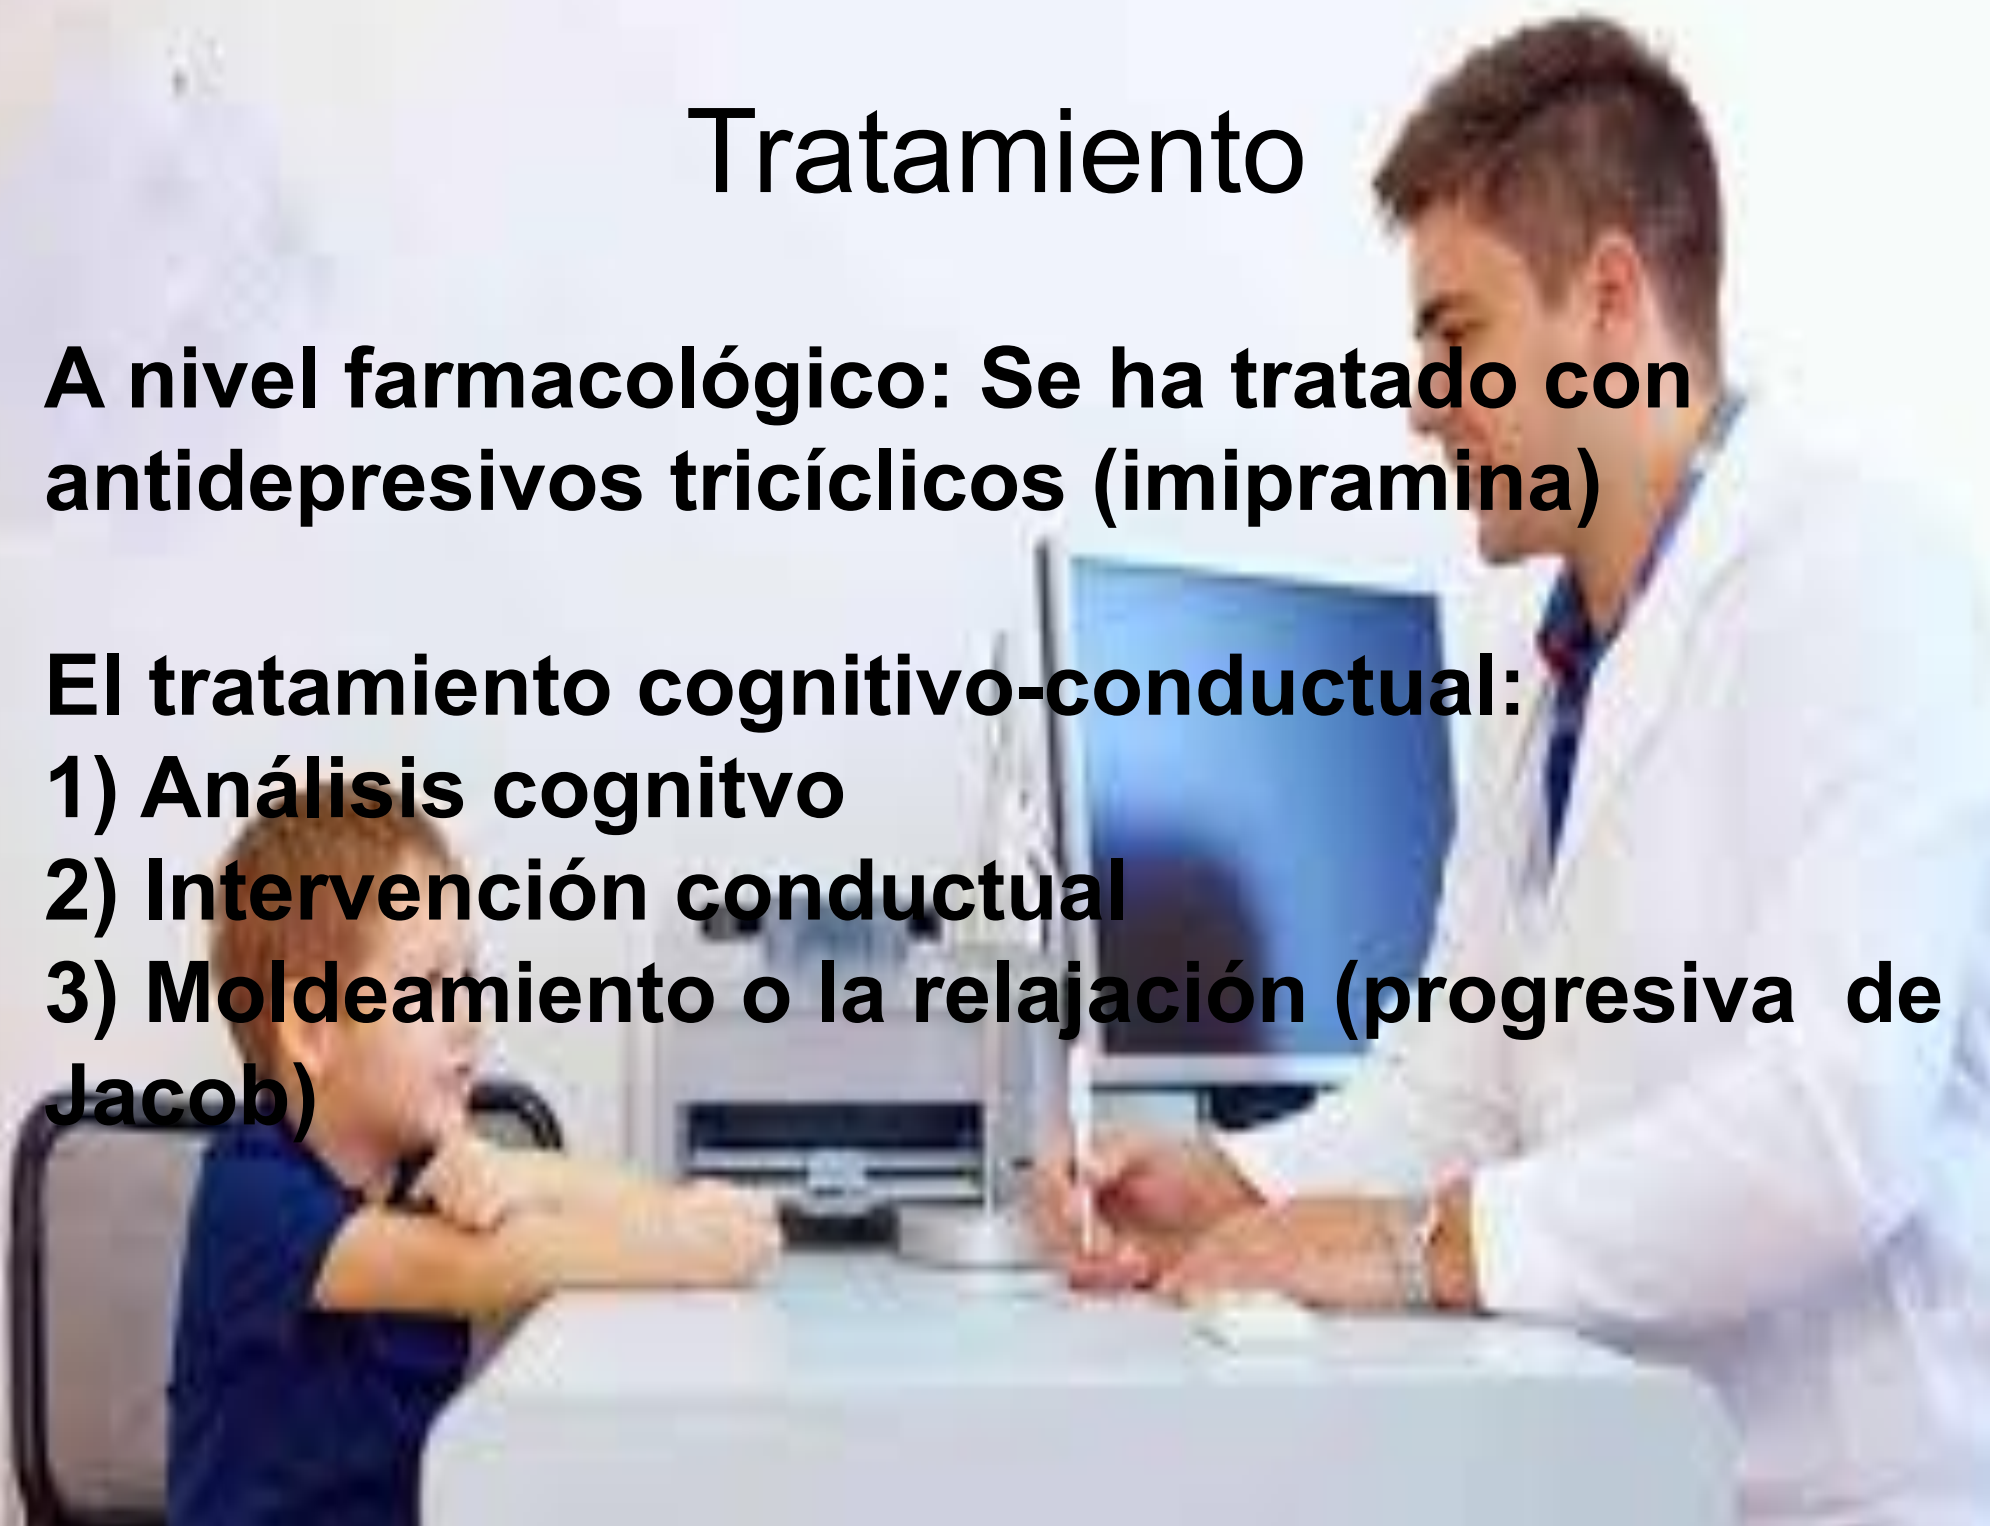 Tratamiento
A nivel farmacológico: Se ha tratado con
antidepresivos tricíclicos (imipramina)
El tratamiento cognitivo-conductual:
1) Análisis cognitvo
2) Intervención conductual
3) Moldeamiento o la relajación (progresiva  de
Jacob)